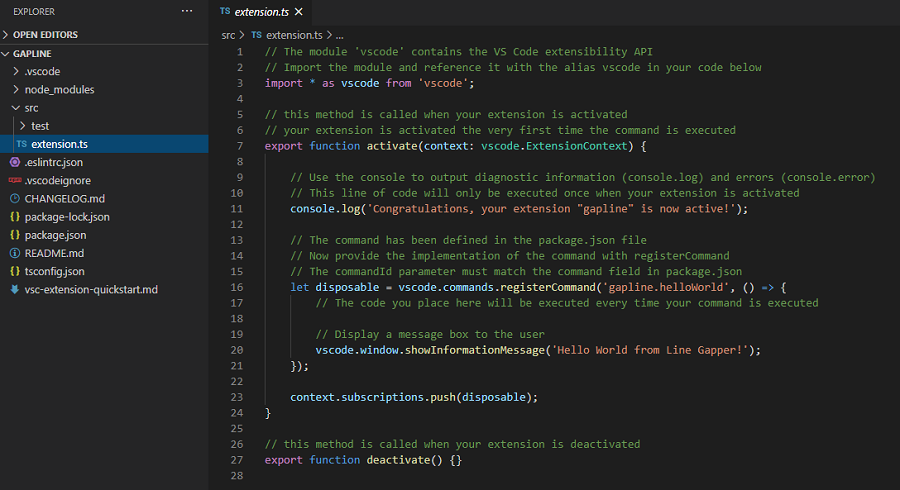 EXPLORER
···
OPEN EDITORS
GAPLINE
.vscode
node_modules
src
test
TS extension.ts
.eslintrc.json
.vscodeignore
CHANGELOG.md
{} package-lock.json
{} package.json
README.md
{} tsconfig.json
vsc-extension-quickstart.md
TS extension.ts ×
src > TS extension.ts > ...
1 // The module 'vscode' contains the VS Code extensibility API
2 // Import the module and reference it with the alias vscode in your code below
3 import * as vscode from 'vscode';
4
5 // this method is called when your extension is activated
6 // your extension is activated the very first time the command is executed
7 export function activate(context: vscode.ExtensionContext) {
8
9 // Use the console to output diagnostic information (console.log) and errors (console.error)
10 // This line of code will only be executed once when your extension is activated
11 console.log('Congratulations, your extension "gapline" is now active!');
12
13 // The command has been defined in the package.json file
14 // Now provide the implementation of the command with registerCommand
15 // The commandId parameter must match the command field in package.json
16 let disposable = vscode.commands.registerCommand('gapline.helloWorld', () => {
17 // The code you place here will be executed every time your command is executed
18
19 // Display a message box to the user
20 vscode.window.showInformationMessage('Hello World from Line Gapper!');
21 });
22
23 context.subscriptions.push(disposable);
24 }
25
26 // this method is called when your extension is deactivated
27 export function deactivate() {}
28